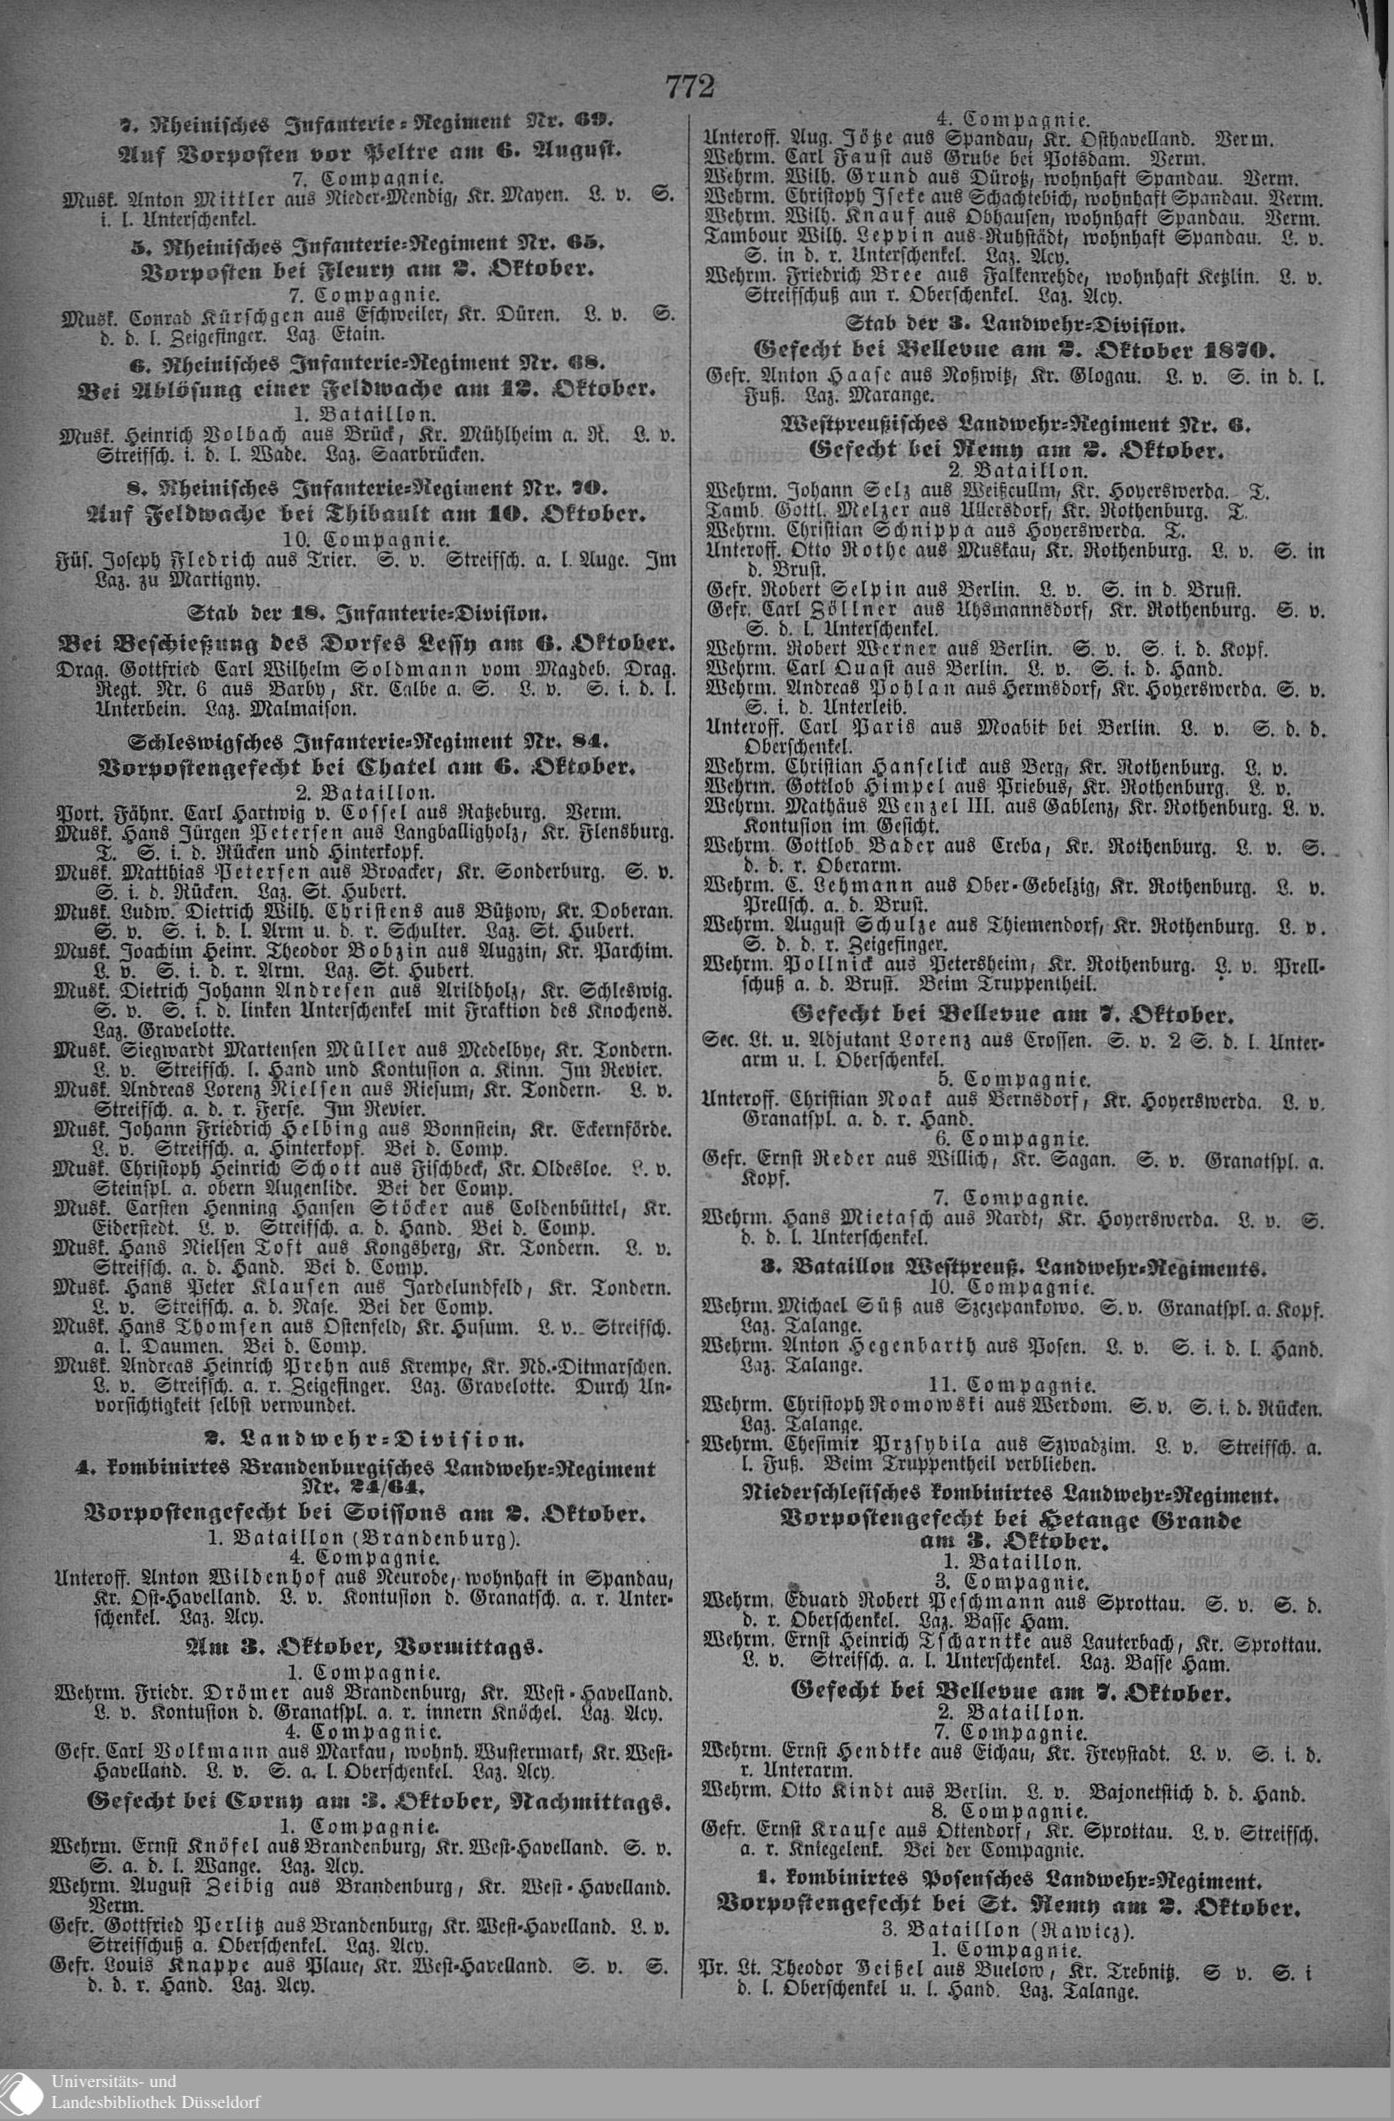 772
7. Rheinisches Infanterie-Regiment Nr. 69.
Auf Vorposten vor Peltre am 6. August.
7. Compagnie.
Musk. Anton Mittler aus Nieder-Mendig, Kr. Mayen. L. v. S.
i. l. Unterschenkel.
5. Rheinisches Infanterie-Regiment Nr. 65.
Vorposten bei Fleury am 2. Oktober.
7. Compagnie.
Musk. Conrad Kürschgen aus Eschweiler, Kr. Düren. L. v. S.
d. d. l. Zeigefinger. Laz. Etain.
6. Rheinisches Infanterie-Regiment Nr. 68.
Bei Ablösung einer Feldwache am 12. Oktober.
1. Bataillon.
Musk. Heinrich Volbach aus Brück, Kr. Mühlheim a. R. L. v.
Streifsch. i. d. l. Wade. Laz. Saarbrücken.
8. Rheinisches Infanterie-Regiment Nr. 70.
Auf Feldwache bei Thibault am 10. Oktober.
10. Compagnie.
Füs. Joseph Fledrich aus Trier. S. v. Streifsch. a. l. Auge. Im
Laz. zu Martigny.
Stab der 18. Infanterie-Division.
Bei Beschießung des Dorfes Lessy am 6. Oktober.
Drag. Gottfried Carl Wilhelm Soldmann vom Magdeb. Drag.
Regt. Nr. 6 aus Barby, Kr. Calbe a. S. L. v. S. i. d. l.
Unterbein. Laz. Malmaison.
Schleswigsches Infanterie-Regiment Nr. 84.
Vorpostengefecht bei Chatel am 6. Oktober.
2. Bataillon.
Port. Fähnr. Carl Hartwig v. Cossel aus Ratzeburg. Verm.
Musk. Hans Jürgen Petersen aus Langballigholz, Kr. Flensburg.
T. S. i. d. Rücken und Hinterkopf.
Musk. Matthias Petersen aus Broacker, Kr. Sonderburg. S. v.
S. i. d. Rücken. Laz. St. Hubert.
Musk. Ludw. Dietrich Wilh. Christens aus Bützow, Kr. Doberan.
S. v. S. i. d. l. Arm u. d. r. Schulter. Laz. St. Hubert.
Musk. Joachim Heinr. Theodor Bobzin aus Augzin, Kr. Parchim.
L. v. S. i. d. r. Arm. Laz. St. Hubert.
Musk. Dietrich Johann Andresen aus Arildholz, Kr. Schleswig.
S. v. S. i. d. linken Unterschenkel mit Fraktion des Knochens.
Laz. Gravelotte.
Musk. Siegwardt Martensen Müller aus Medelbye, Kr. Tondern.
L. v. Streifsch. l. Hand und Kontusion a. Kinn. Im Revier.
Musk. Andreas Lorenz Nielsen aus Riesum, Kr. Tondern. L. v.
Streifsch. a. d. r. Ferse. Im Revier.
Musk. Johann Friedrich Helbing aus Bonnstein, Kr. Eckernförde.
L. v. Streifsch. a. Hinterkopf. Bei d. Comp.
Musk. Christoph Heinrich Schott aus Fischbeck, Kr. Oldesloe. L. v.
Steinspl. a. obern Augenlide. Bei der Comp.
Musk. Carsten Henning Hansen Stöcker aus Coldenbüttel, Kr.
Eiderstedt. L. v. Streifsch. a. d. Hand. Bei d. Comp.
Musk. Hans Nielsen Toft aus Kongsberg, Kr. Tondern. L. v.
Streifsch. a. d. Hand. Bei d. Comp.
Musk. Hans Peter Klausen aus Jardelundfeld, Kr. Tondern.
L. v. Streifsch. a. d. Nase. Bei der Comp.
Musk. Hans Thomsen aus Ostenfeld, Kr. Husum. L. v. Streifsch.
a. l. Daumen. Bei d. Comp.
Musk. Andreas Heinrich Prehn aus Krempe, Kr. Nd.-Ditmarschen.
L. v. Streifsch. a. r. Zeigefinger. Laz. Gravelotte. Durch Un-
vorsichtigkeit selbst verwundet.
2. Landwehr-Division.
4. kombinirtes Brandenburgisches Landwehr-Regiment
Nr. 24/64.
Vorpostengefecht bei Soissons am 2. Oktober.
1. Bataillon (Brandenburg).
4. Compagnie.
Unteroff. Anton Wildenhof aus Neurode, wohnhaft in Spandau,
Kr. Ost-Havelland. L. v. Kontusion d. Granatsch. a. r. Unter-
schenkel. Laz. Acy.
Am 3. Oktober, Vormittags.
1. Compagnie.
Wehrm. Friedr. Drömer aus Brandenburg, Kr. West-Havelland.
L. v. Kontusion d. Granatspl. a. r. innern Knöchel. Laz. Acy.
4. Compagnie.
Gefr. Carl Volkmann aus Markau, wohnh. Wustermark, Kr. West-
Havelland. L. v. S. a. l. Oberschenkel. Laz. Acy.
Gefecht bei Corny am 3. Oktober, Nachmittags.
1. Compagnie.
Wehrm. Ernst Knöfel aus Brandenburg, Kr. West-Havelland. S. v.
S. a. d. l. Wange. Laz. Acy.
Wehrm. August Zeibig aus Brandenburg, Kr. West-Havelland.
Verm.
Gefr. Gottfried Perlitz aus Brandenburg, Kr. West-Havelland. L. v.
Streifschuß a. Oberschenkel. Laz. Acy.
Gefr. Louis Knappe aus Plaue, Kr. West-Havelland. S. v. S.
d. d. r. Hand. Laz. Acy.
4. Compagnie.
Unteroff. Aug. Jötze aus Spandau, Kr. Osthavelland. Verm.
Wehrm. Carl Faust aus Grube bei Potsdam. Verm.
Wehrm. Wilh. Grund aus Düroß, wohnhaft Spandau. Verm.
Wehrm. Christoph Iseke aus Schachtebich, wohnhaft Spandau. Verm.
Wehrm. Wilh. Knauf aus Obhausen, wohnhaft Spandau. Verm.
Tambour Wilh. Leppin aus Ruhstädt, wohnhaft Spandau. L. v.
S. in d. r. Unterschenkel. Laz. Acy.
Wehrm. Friedrich Bree aus Falkenrehde, wohnhaft Ketzlin. L. v.
Streifschuß am r. Oberschenkel. Laz. Acy.
Stab der 3. Landwehr-Division.
Gefecht bei Bellevue am 2. Oktober 1870.
Gefr. Anton Haase aus Noßwitz, Kr. Glogau. L. v. S. in d. l.
Fuß. Laz. Marange.
Westpreußisches Landwehr-Regiment Nr. 6.
Gefecht bei Remy am 2. Oktober.
2. Bataillon.
Wehrm. Johann Selz aus Weißcullm, Kr. Hoyerswerda. T.
Tamb. Gottl. Melzer aus Ullersdorf, Kr. Rothenburg. T.
Wehrm. Christian Schnippa aus Hoyerswerda. T.
Unteroff. Otto Rothe aus Muskau, Kr. Rothenburg. L. v. S. in
d. Brust.
Gefr. Robert Selpin aus Berlin. L. v. S. in d. Brust.
Gefr. Carl Zöllner aus Uhsmannsdorf, Kr. Rothenburg. S. v.
S. d. l. Unterschenkel.
Wehrm. Robert Werner aus Berlin. S. v. S. i. d. Kopf.
Wehrm. Carl Quast aus Berlin. L. v. S. i. d. Hand.
Wehrm. Andreas Pohlan aus Hermsdorf, Kr. Hoyerswerda. S. v.
S. i. d. Unterleib.
Unteroff. Carl Paris aus Moabit bei Berlin. L. v. S. d. d.
Oberschenkel.
Wehrm. Christian Hanselick aus Berg, Kr. Rothenburg. L. v.
Wehrm. Gottlob Himpel aus Priebus, Kr. Rothenburg. L. v.
Wehrm. Mathäus Wenzel III. aus Gablenz, Kr. Rothenburg. L. v.
Kontusion im Gesicht.
Wehrm. Gottlob Bader aus Creba, Kr. Rothenburg. L. v. S.
d. d. r. Oberarm.
Wehrm. C. Lehmann aus Ober-Gebelzig, Kr. Rothenburg. L. v.
Prellsch. a. d. Brust.
Wehrm. August Schulze aus Thiemendorf, Kr. Rothenburg. L. v.
S. d. d. r. Zeigefinger.
Wehrm. Pollnick aus Petersheim, Kr. Rothenburg. L. v. Prell-
schuß a. d. Brust. Beim Truppentheil.
Gefecht bei Bellevue am 7. Oktober.
Sec. Lt. u. Adjutant Lorenz aus Crossen. S. v. 2 S. d. l. Unter-
arm u. l. Oberschenkel.
5. Compagnie.
Unteroff. Christian Noak aus Bernsdorf, Kr. Hoyerswerda. L. v.
Granatspl. a. d. r. Hand.
6. Compagnie.
Gefr. Ernst Reder aus Willich, Kr. Sagan. S. v. Granatspl. a.
Kopf.
7. Compagnie.
Wehrm. Hans Mietasch aus Nardt, Kr. Hoyerswerda. L. v. S.
d. d. l. Unterschenkel.
3. Bataillon Westpreuß. Landwehr-Regiments.
10. Compagnie.
Wehrm. Michael Süß aus Szczepankowo. S. v. Granatspl. a. Kopf.
Laz. Talange.
Wehrm. Anton Hegenbarth aus Posen. L. v. S. i. d. l. Hand.
Laz. Talange.
11. Compagnie.
Wehrm. Christoph Romowski aus Werdom. S. v. S. i. d. Rücken.
Laz. Talange.
Wehrm. Chesimir Przsybila aus Szwadzim. L. v. Streifsch. a.
l. Fuß. Beim Truppentheil verblieben.
Niederschlesisches kombinirtes Landwehr-Regiment.
Vorpostengefecht bei Hetange Grande
am 3. Oktober.
1. Bataillon.
3. Compagnie.
Wehrm. Eduard Robert Peschmann aus Sprottau. S. v. S. d.
d. r. Oberschenkel. Laz. Basse Ham.
Wehrm. Ernst Heinrich Tscharntke aus Lauterbach, Kr. Sprottau.
L. v. Streifsch. a. l. Unterschenkel. Laz. Basse Ham.
Gefecht bei Bellevue am 7. Oktober.
2. Bataillon.
7. Compagnie.
Wehrm. Ernst Hendtke aus Eichau, Kr. Freystadt. L. v. S. i. d.
r. Unterarm.
Wehrm. Otto Kindt aus Berlin. L. v. Bajonetstich d. d. Hand.
8. Compagnie.
Gefr. Ernst Krause aus Ottendorf, Kr. Sprottau. L. v. Streifsch.
a. r. Kniegelenk. Bei der Compagnie.
1. kombinirtes Posensches Landwehr-Regiment.
Vorpostengefecht bei St. Remy am 2. Oktober.
3. Bataillon (Rawicz).
1. Compagnie.
Pr. Lt. Theodor Geißel aus Buelow, Kr. Trebnitz. S v. S. i
d. l. Oberschenkel u. l. Hand. Laz. Talange.
Universitäts- und
Landesbibliothek Düsseldorf